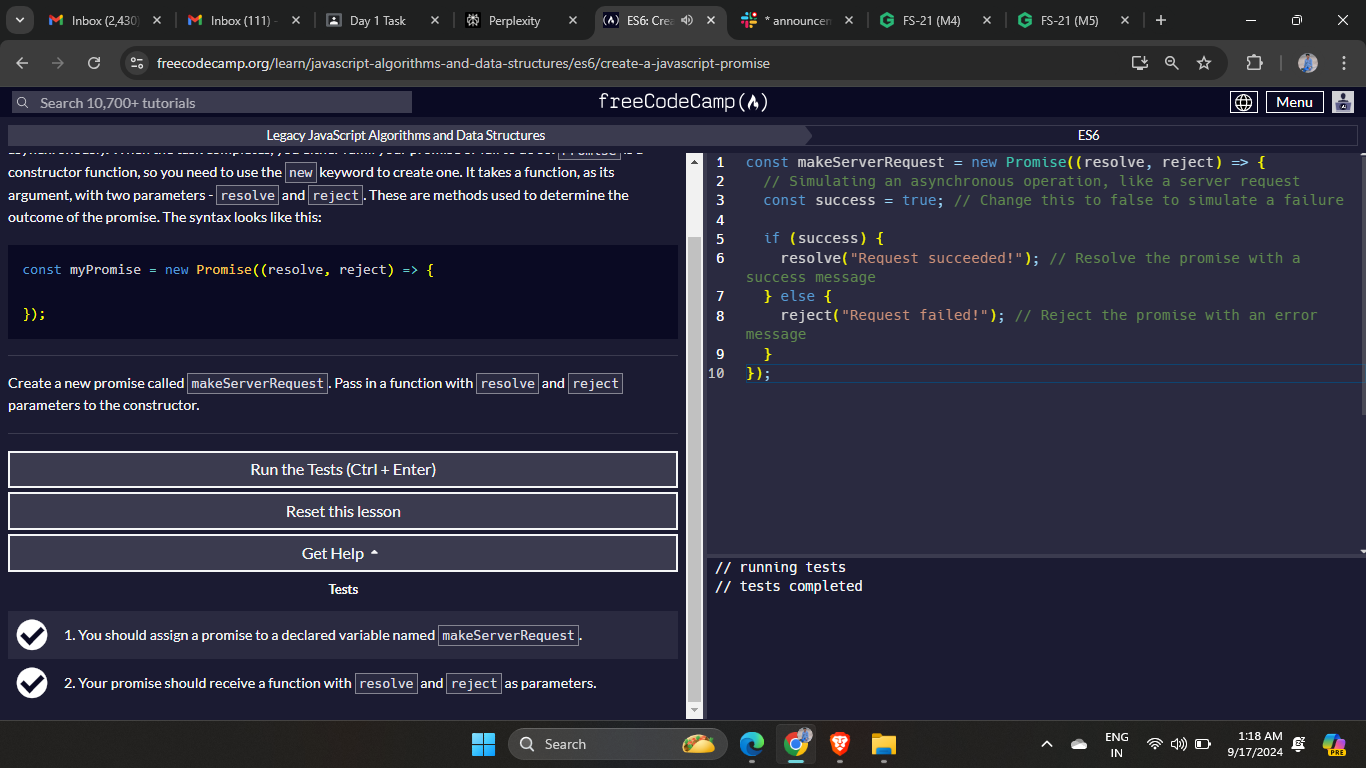 Inbox (2,430)
Inbox (111) -
Day 1 Task
Perplexity
ES6: Crea
* announcem
FS-21 (M4)
FS-21 (M5)
freecodecamp.org/learn/javascript-algorithms-and-data-structures/es6/create-a-javascript-promise
Search 10,700+ tutorials
freeCodeCamp
Menu
Legacy JavaScript Algorithms and Data Structures
ES6
constructor function, so you need to use the new keyword to create one. It takes a function, as its
argument, with two parameters - resolve and reject. These are methods used to determine the
outcome of the promise. The syntax looks like this:
const myPromise = new Promise((resolve, reject) => {
});
Create a new promise called makeServerRequest. Pass in a function with resolve and reject
parameters to the constructor.
Run the Tests (Ctrl + Enter)
Reset this lesson
Get Help
Tests
1. You should assign a promise to a declared variable named makeServerRequest.
2. Your promise should receive a function with resolve and reject as parameters.
1 const makeServerRequest = new Promise((resolve, reject) => {
2 // Simulating an asynchronous operation, like a server request
3 const success = true; // Change this to false to simulate a failure
4
5 if (success) {
6 resolve("Request succeeded!"); // Resolve the promise with a
success message
7 } else {
8 reject("Request failed!"); // Reject the promise with an error
message
9 }
10 });
// running tests
// tests completed
Search
ENG
IN
1:18 AM
9/17/2024
PRE